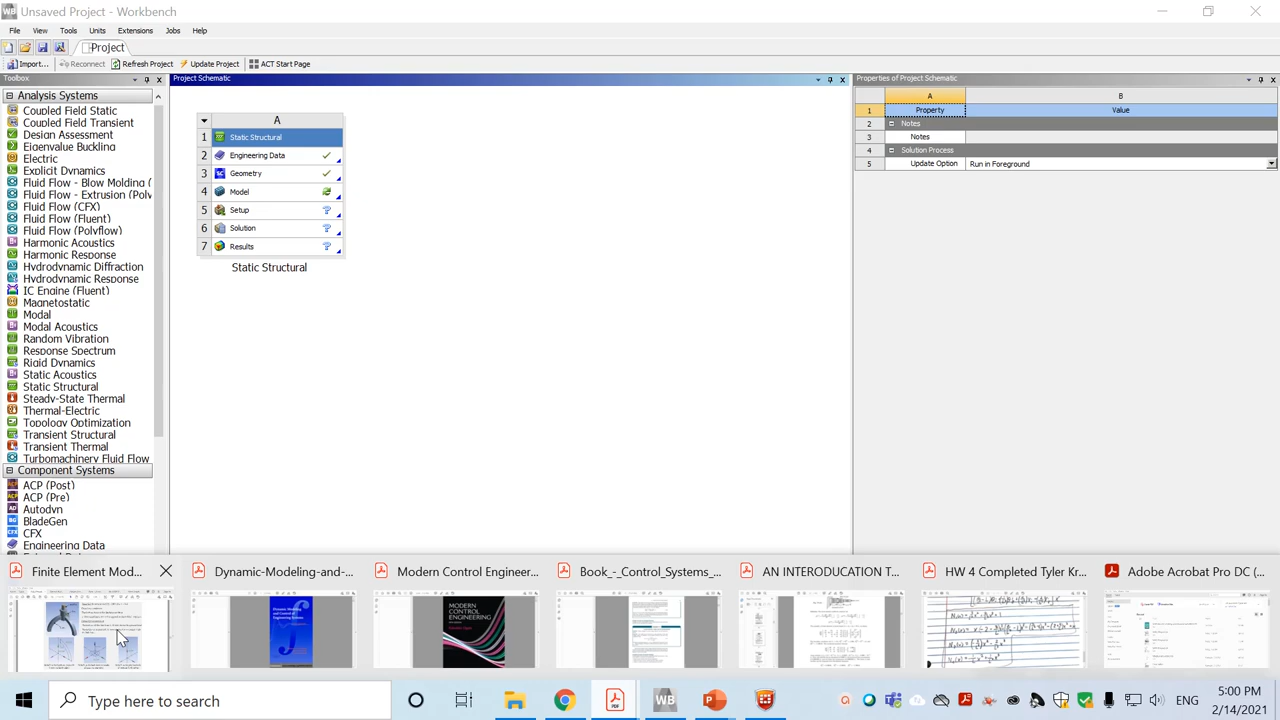 Unsaved Project - Workbench
File View Tools Units Extensions Jobs Help
Project
Import... Reconnect Refresh Project Update Project ACT Start Page
Toolbox
Analysis Systems
Coupled Field Static
Coupled Field Transient
Design Assessment
Eigenvalue Buckling
Electric
Explicit Dynamics
Fluid Flow - Blow Molding (
Fluid Flow - Extrusion (Polyf
Fluid Flow (CFX)
Fluid Flow (Fluent)
Fluid Flow (Polyflow)
Harmonic Acoustics
Harmonic Response
Hydrodynamic Diffraction
Hydrodynamic Response
IC Engine (Fluent)
Magnetostatic
Modal
Modal Acoustics
Random Vibration
Response Spectrum
Rigid Dynamics
Static Acoustics
Static Structural
Steady-State Thermal
Thermal-Electric
Topology Optimization
Transient Structural
Transient Thermal
Turbomachinery Fluid Flow
Component Systems
ACP (Post)
ACP (Pre)
Autodyn
BladeGen
CFX
Engineering Data
Project Schematic
A
1 Static Structural
2 Engineering Data
3 Geometry
4 Model
5 Setup
6 Solution
7 Results
Static Structural
Properties of Project Schematic
A B
1 Property Value
2 Notes
3 Notes
4 Solution Process
5 Update Option Run in Foreground
Finite Element Mod... Dynamic-Modeling-and-... Modern Control Engineer... Book_-_Control_Systems_... AN INTERODUCATION T... HW 4 Completed Tyler Kr... Adobe Acrobat Pro DC (...
MODERN
CONTROL
ENGINEERING
Type here to search
ENG
5:00 PM
2/14/2021